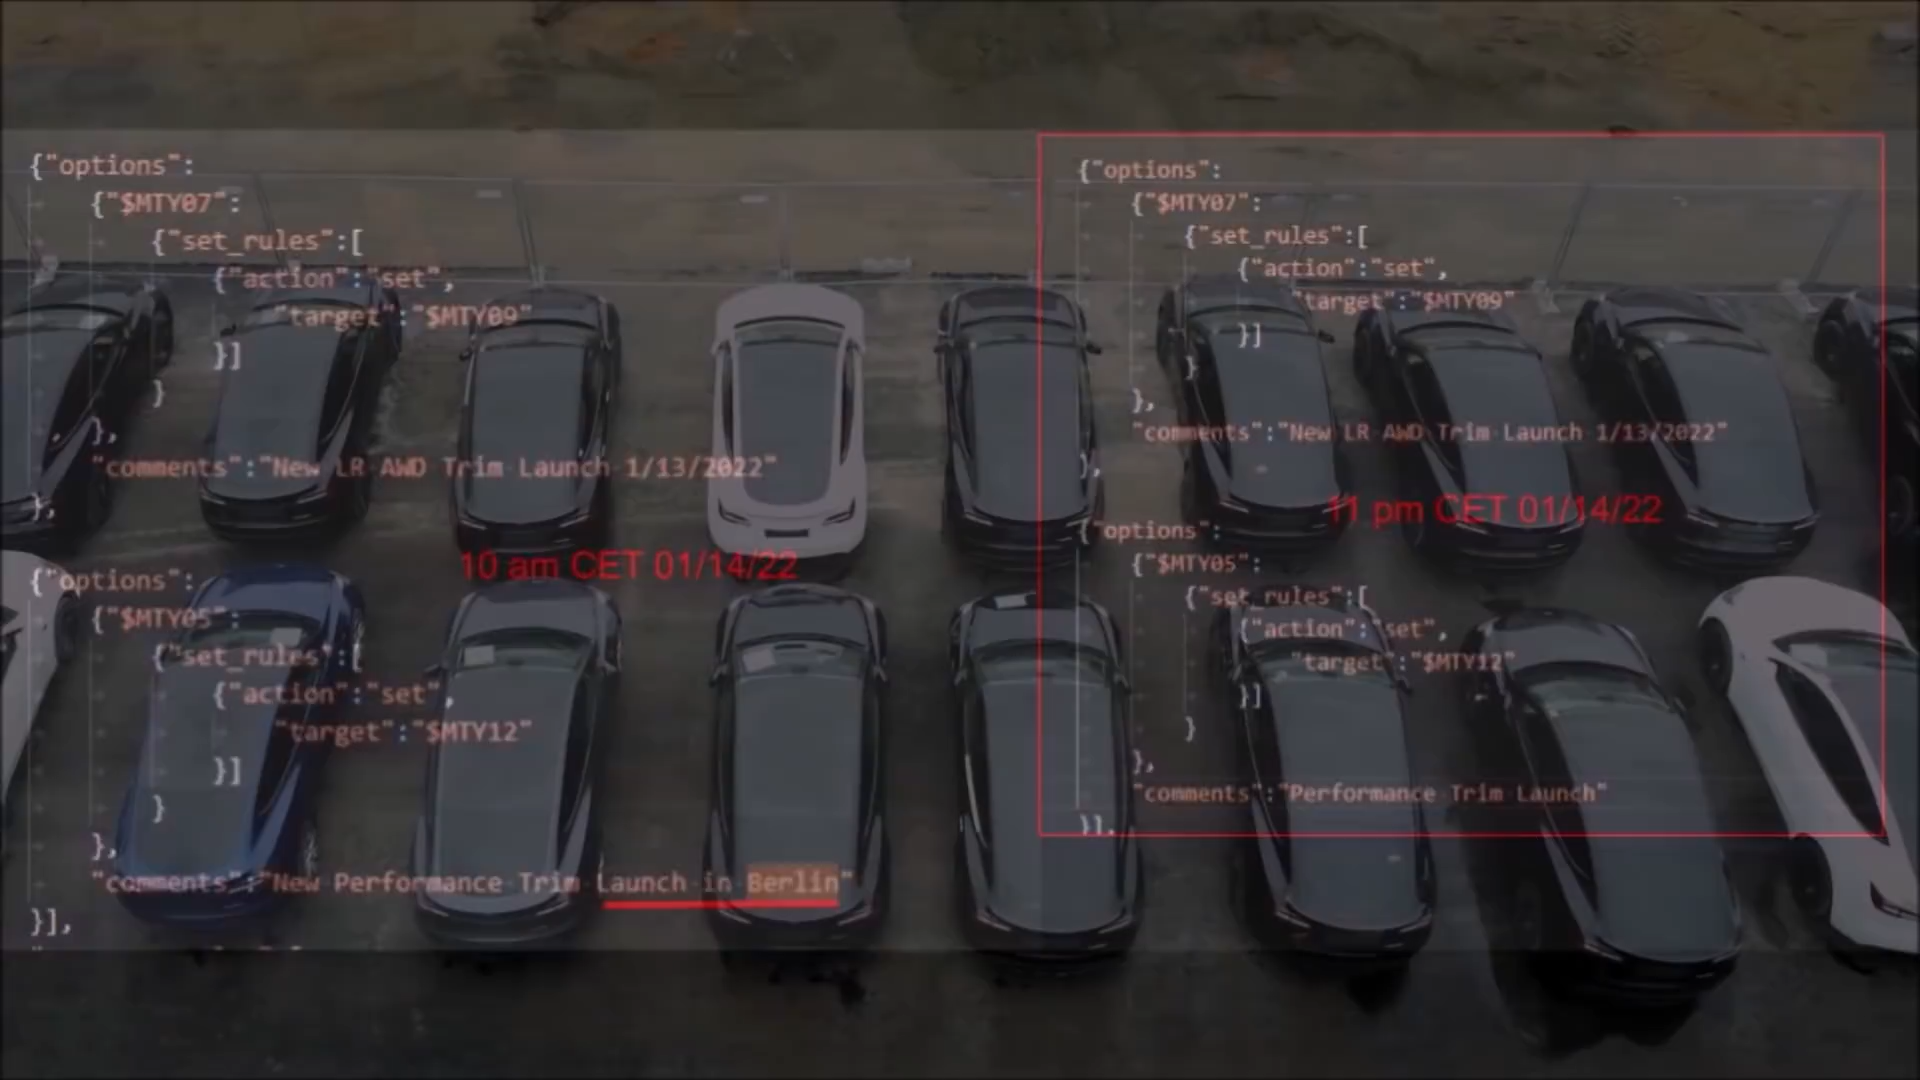 {"options":
{"$MTY07":
{"set_rules":[
{"action":"set",
"target":"$MTY09"
}]
}
},
"comments":"New LR AWD Trim Launch 1/13/2022"
},
10 am CET 01/14/22
{"options":
{"$MTY05":
{"set_rules":[
{"action":"set",
"target":"$MTY12"
}]
}
},
"comments":"New Performance Trim Launch in Berlin"
}],
{"options":
{"$MTY07":
{"set_rules":[
{"action":"set",
"target":"$MTY09"
}]
}
},
"comments":"New LR AWD Trim Launch 1/13/2022"
},
11 pm CET 01/14/22
{"options":
{"$MTY05":
{"set_rules":[
{"action":"set",
"target":"$MTY12"
}]
}
},
"comments":"Performance Trim Launch"
}],